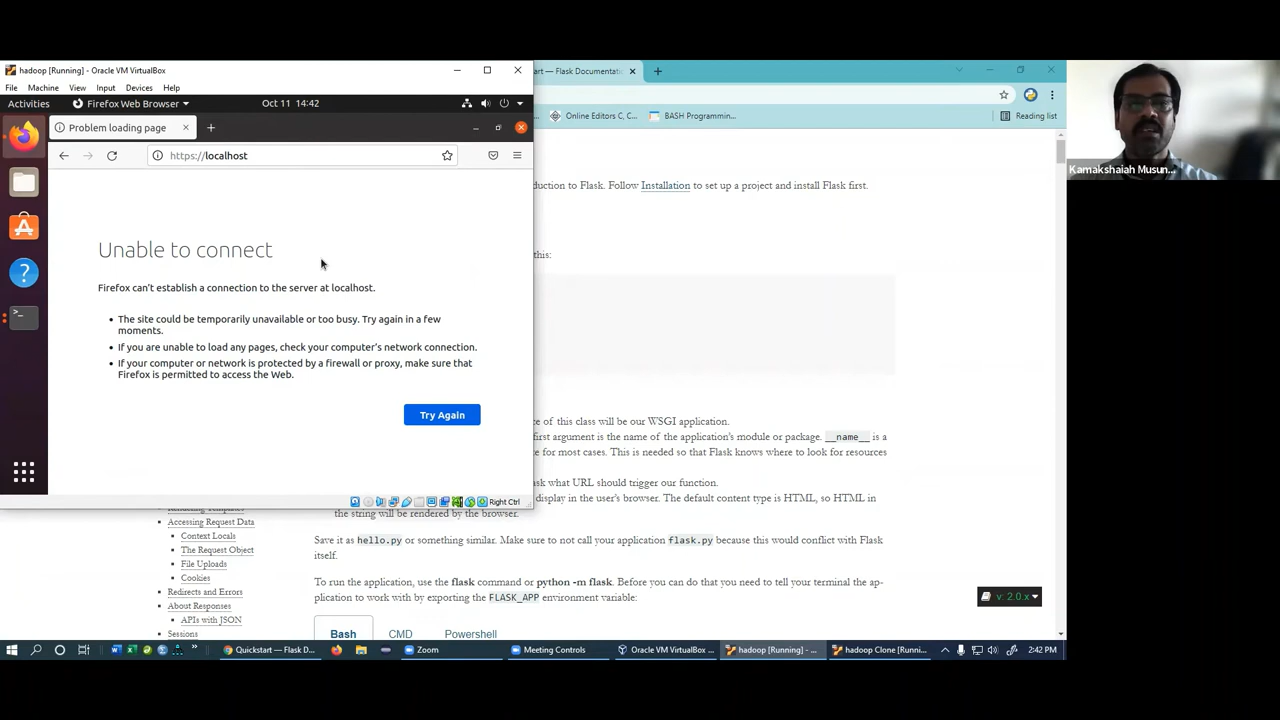 hadoop [Running] - Oracle VM VirtualBox
File Machine View Input Devices Help
Activities Firefox Web Browser Oct 11 14:42
Problem loading page
https://localhost
Unable to connect
Firefox can't establish a connection to the server at localhost.
The site could be temporarily unavailable or too busy. Try again in a few
moments.
If you are unable to load any pages, check your computer's network connection.
If your computer or network is protected by a firewall or proxy, make sure that
Firefox is permitted to access the Web.
Try Again
Right Ctrl
art — Flask Documentati
Online Editors C, C... BASH Programmin... Reading list
duction to Flask. Follow Installation to set up a project and install Flask first.
this:
ce of this class will be our WSGI application.
first argument is the name of the application's module or package. __name__ is a
e for most cases. This is needed so that Flask knows where to look for resources
ask what URL should trigger our function.
display in the user's browser. The default content type is HTML, so HTML in
the string will be rendered by the browser.
Save it as hello.py or something similar. Make sure to not call your application flask.py because this would conflict with Flask
itself.
To run the application, use the flask command or python -m flask. Before you can do that you need to tell your terminal the ap-
plication to work with by exporting the FLASK_APP environment variable:
Bash CMD Powershell
Rendering Templates
Accessing Request Data
Context Locals
The Request Object
File Uploads
Cookies
Redirects and Errors
About Responses
APIs with JSON
Sessions
v: 2.0.x
Kamakshaiah Musun...
Quickstart — Flask D... Zoom Meeting Controls Oracle VM VirtualBox ... hadoop [Running] - ... hadoop Clone [Runni... 2:42 PM